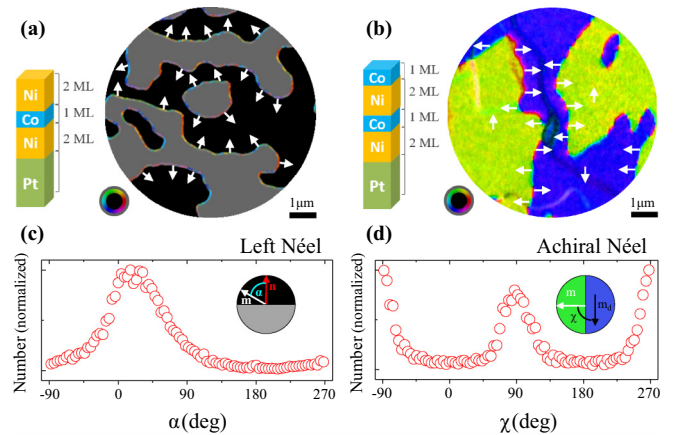 (a)
Ni
Co
Ni
Pt
2 ML
1 ML
2 ML
1μm
(b)
Co
Ni
Co
Ni
Pt
1 ML
2 ML
1 ML
2 ML
1μm
(c)
Left Néel
Number (normalized)
n
α
m
-90 0 90 180 270
α(deg)
(d)
Achiral Néel
Number (normalized)
m
m_d
χ
-90 0 90 180 270
χ(deg)